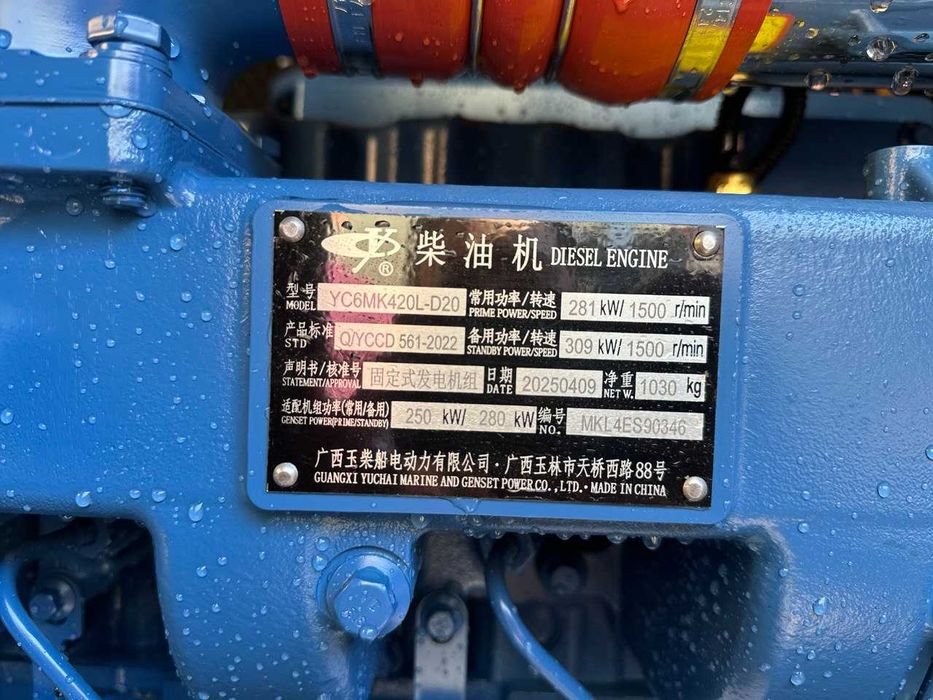 柴油机 DIESEL ENGINE
®
型号 MODEL YC6MK420L-D20 常用功率/转速 PRIME POWER/SPEED 281 kW/ 1500 r/min
产品标准 STD Q/YCCD 561-2022 备用功率/转速 STANDBY POWER/SPEED 309 kW/ 1500 r/min
声明书/核准号 STATEMENT/APPROVAL 固定式发电机组 日期 DATE 20250409 净重 NET W. 1030 kg
适配机组功率(常用/备用) GENSET POWER(PRIME/STANDBY) 250 kW/ 280 kW 编号 NO. MKL4ES90346
广西玉柴船电动力有限公司·广西玉林市天桥西路88号
GUANGXI YUCHAI MARINE AND GENSET POWER CO., LTD.·MADE IN CHINA